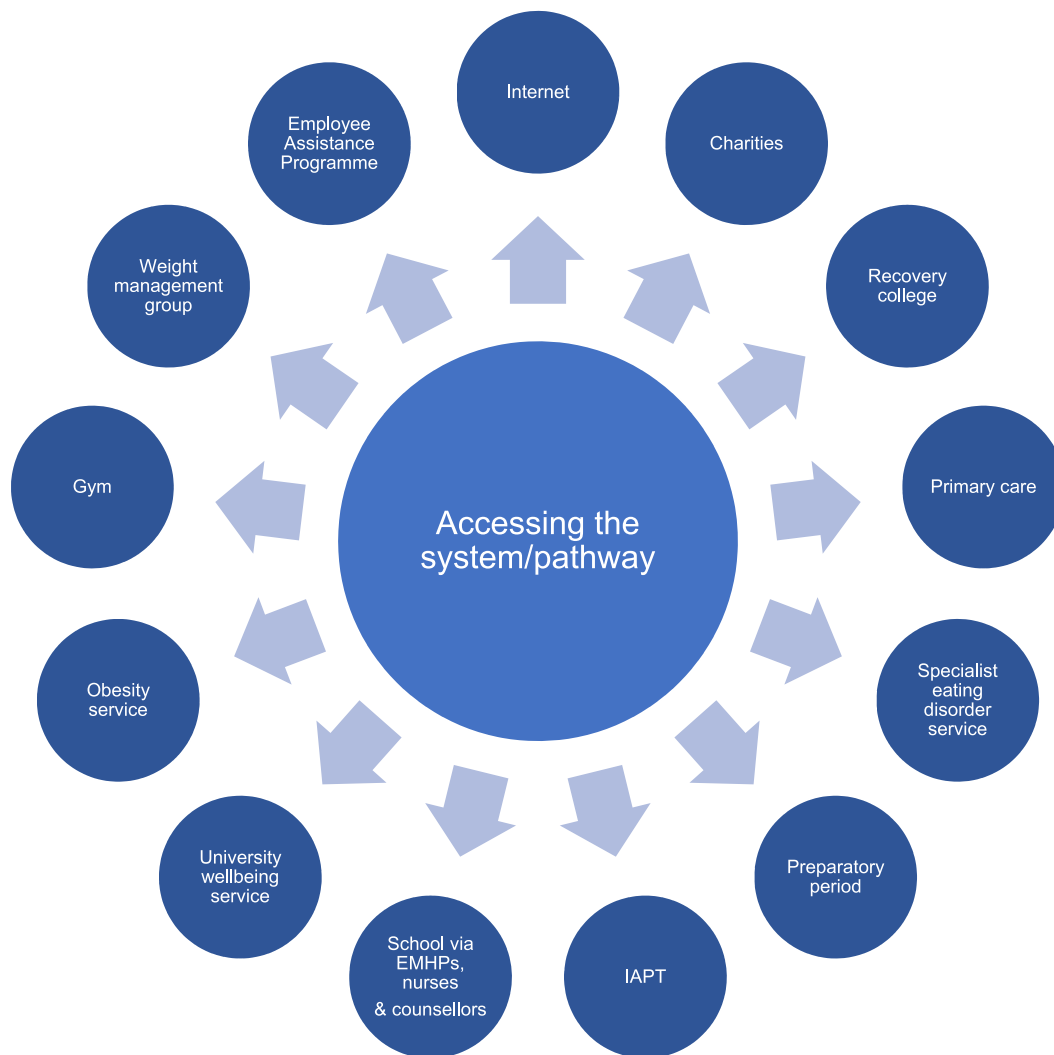 Internet
Charities
Recovery
college
Primary care
Specialist
eating
disorder
service
Preparatory
period
IAPT
School via
EMHPs,
nurses
& counsellors
University
wellbeing
service
Obesity
service
Gym
Weight
management
group
Employee
Assistance
Programme
Accessing the
system/pathway